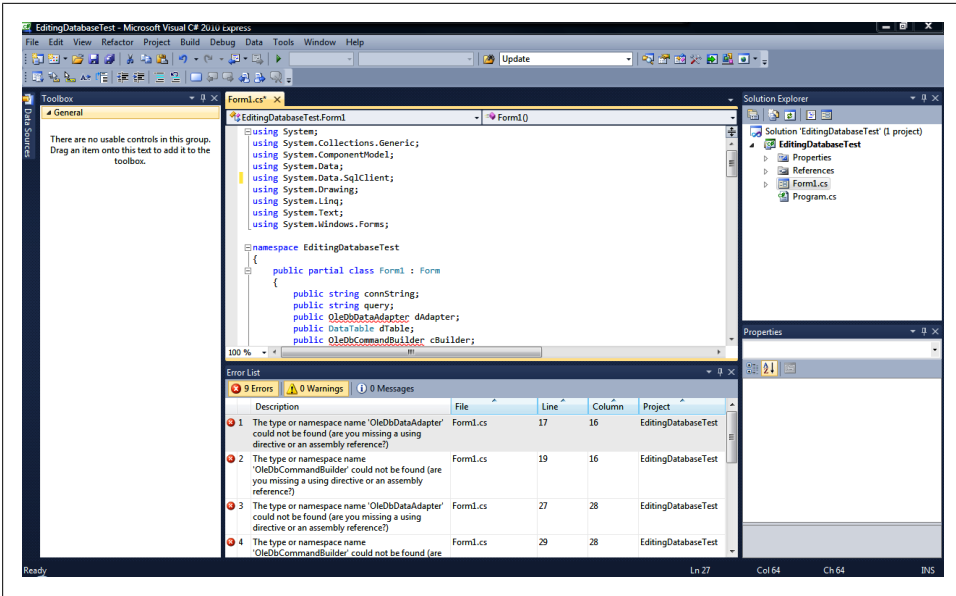 EditingDatabaseTest - Microsoft Visual C# 2010 Express
File Edit View Refactor Project Build Debug Data Tools Window Help
Update
Data Sources
Toolbox
General
There are no usable controls in this group.
Drag an item onto this text to add it to the
toolbox.
Form1.cs*
EditingDatabaseTest.Form1
Form1()
using System;
using System.Collections.Generic;
using System.ComponentModel;
using System.Data;
using System.Data.SqlClient;
using System.Drawing;
using System.Linq;
using System.Text;
using System.Windows.Forms;
namespace EditingDatabaseTest
{
public partial class Form1 : Form
{
public string connString;
public string query;
public OleDbDataAdapter dAdapter;
public DataTable dTable;
public OleDbCommandBuilder cBuilder;
100 %
Solution Explorer
Solution 'EditingDatabaseTest' (1 project)
EditingDatabaseTest
Properties
References
Form1.cs
Program.cs
Properties
Error List
9 Errors 0 Warnings 0 Messages
Description File Line Column Project
1 The type or namespace name 'OleDbDataAdapter' Form1.cs 17 16 EditingDatabaseTest
could not be found (are you missing a using
directive or an assembly reference?)
2 The type or namespace name Form1.cs 19 16 EditingDatabaseTest
'OleDbCommandBuilder' could not be found (are
you missing a using directive or an assembly
reference?)
3 The type or namespace name 'OleDbDataAdapter' Form1.cs 27 28 EditingDatabaseTest
could not be found (are you missing a using
directive or an assembly reference?)
4 The type or namespace name Form1.cs 29 28 EditingDatabaseTest
'OleDbCommandBuilder' could not be found (are
Ready Ln 27 Col 64 Ch 64 INS